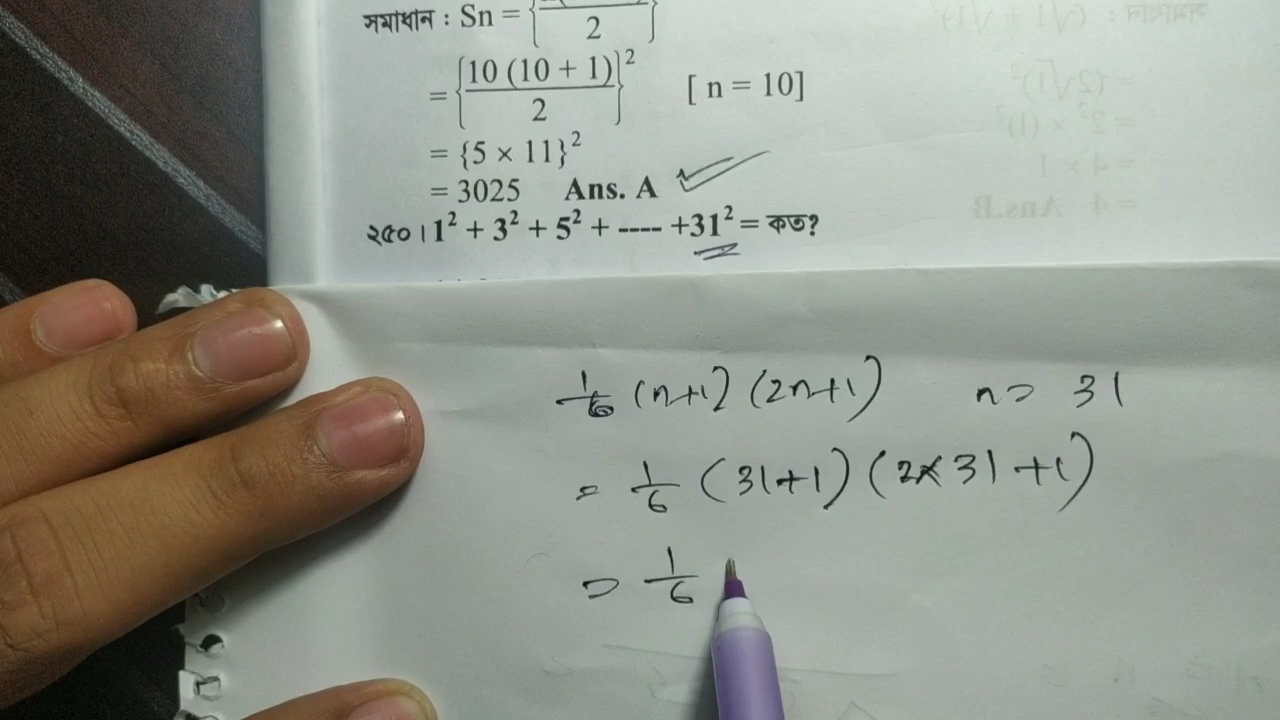 সমাধান : Sn = { 2 }
= { 10 (10 + 1) / 2 }² [ n = 10]
= {5 × 11}²
= 3025 Ans. A
২৫০। 1² + 3² + 5² + ---- +31² = কত?
1/6 (n+1) (2n+1) n = 31
= 1/6 (31+1) (2×31+1)
= 1/6